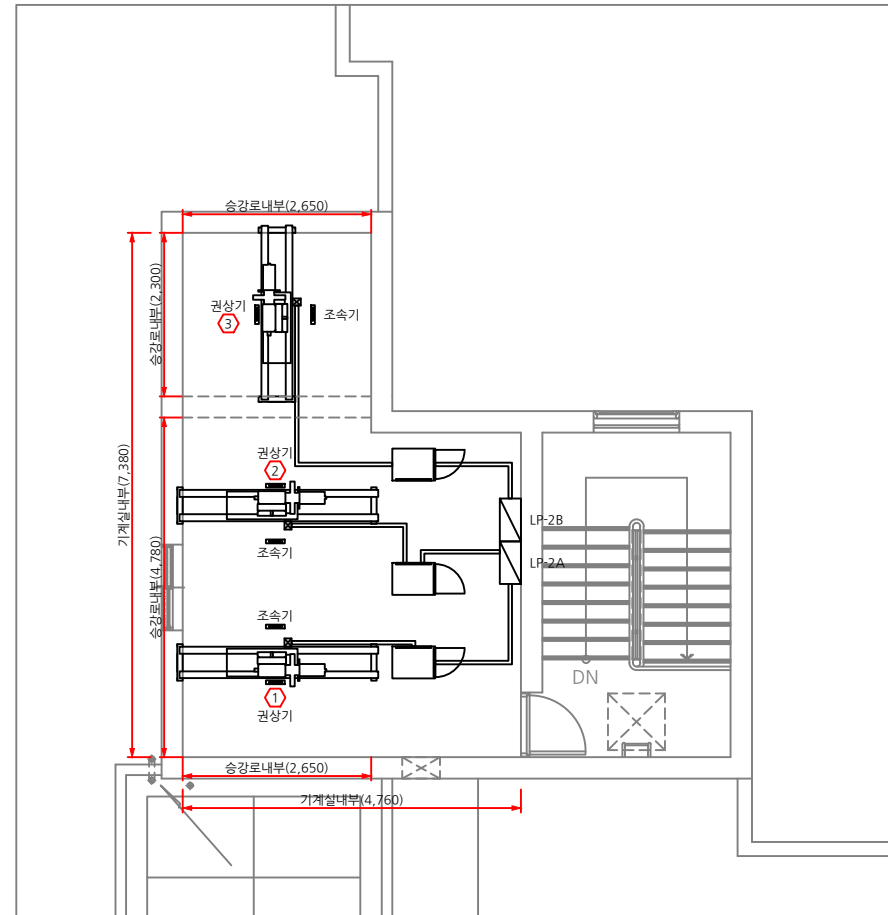 승강로내부(2,650)
승강로내부(2,300)
권상기
3
조속기
기계실내부(7,380)
권상기
2
조속기
LP-2B
LP-2A
승강로내부(4,780)
조속기
1
권상기
DN
승강로내부(2,650)
기계실내부(4,760)